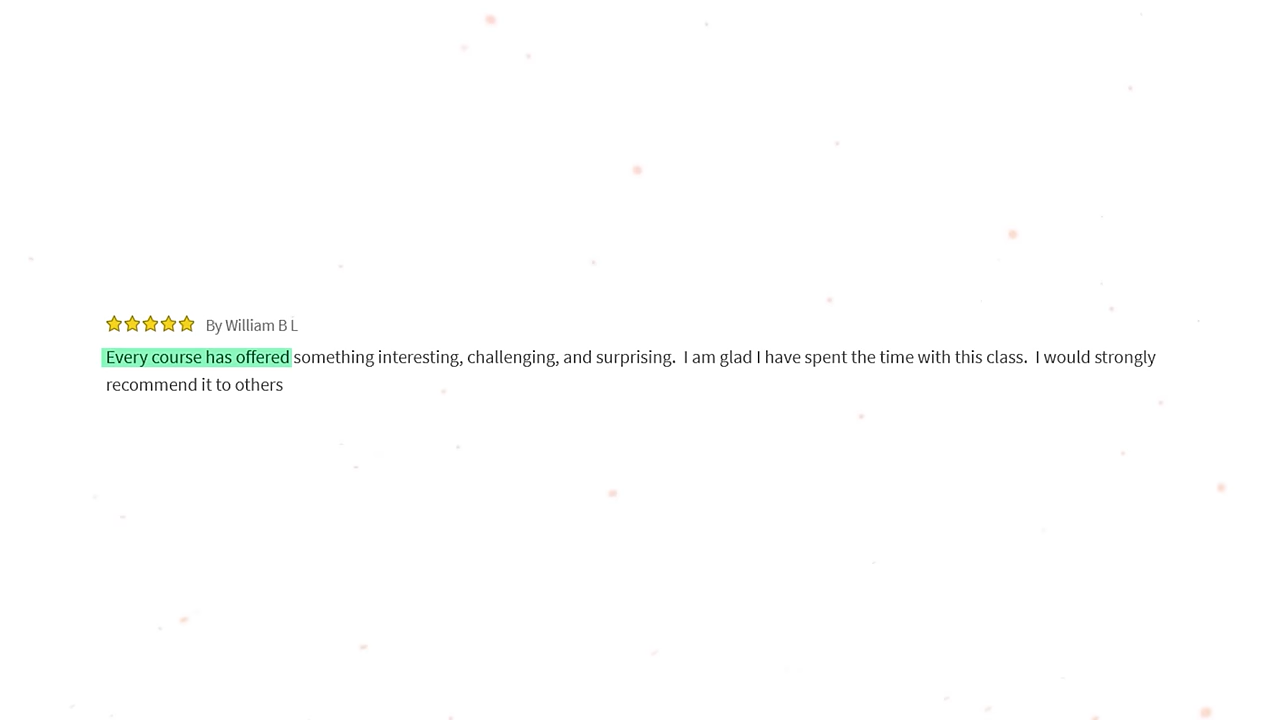 By William B L
Every course has offered something interesting, challenging, and surprising.  I am glad I have spent the time with this class.  I would strongly
recommend it to others